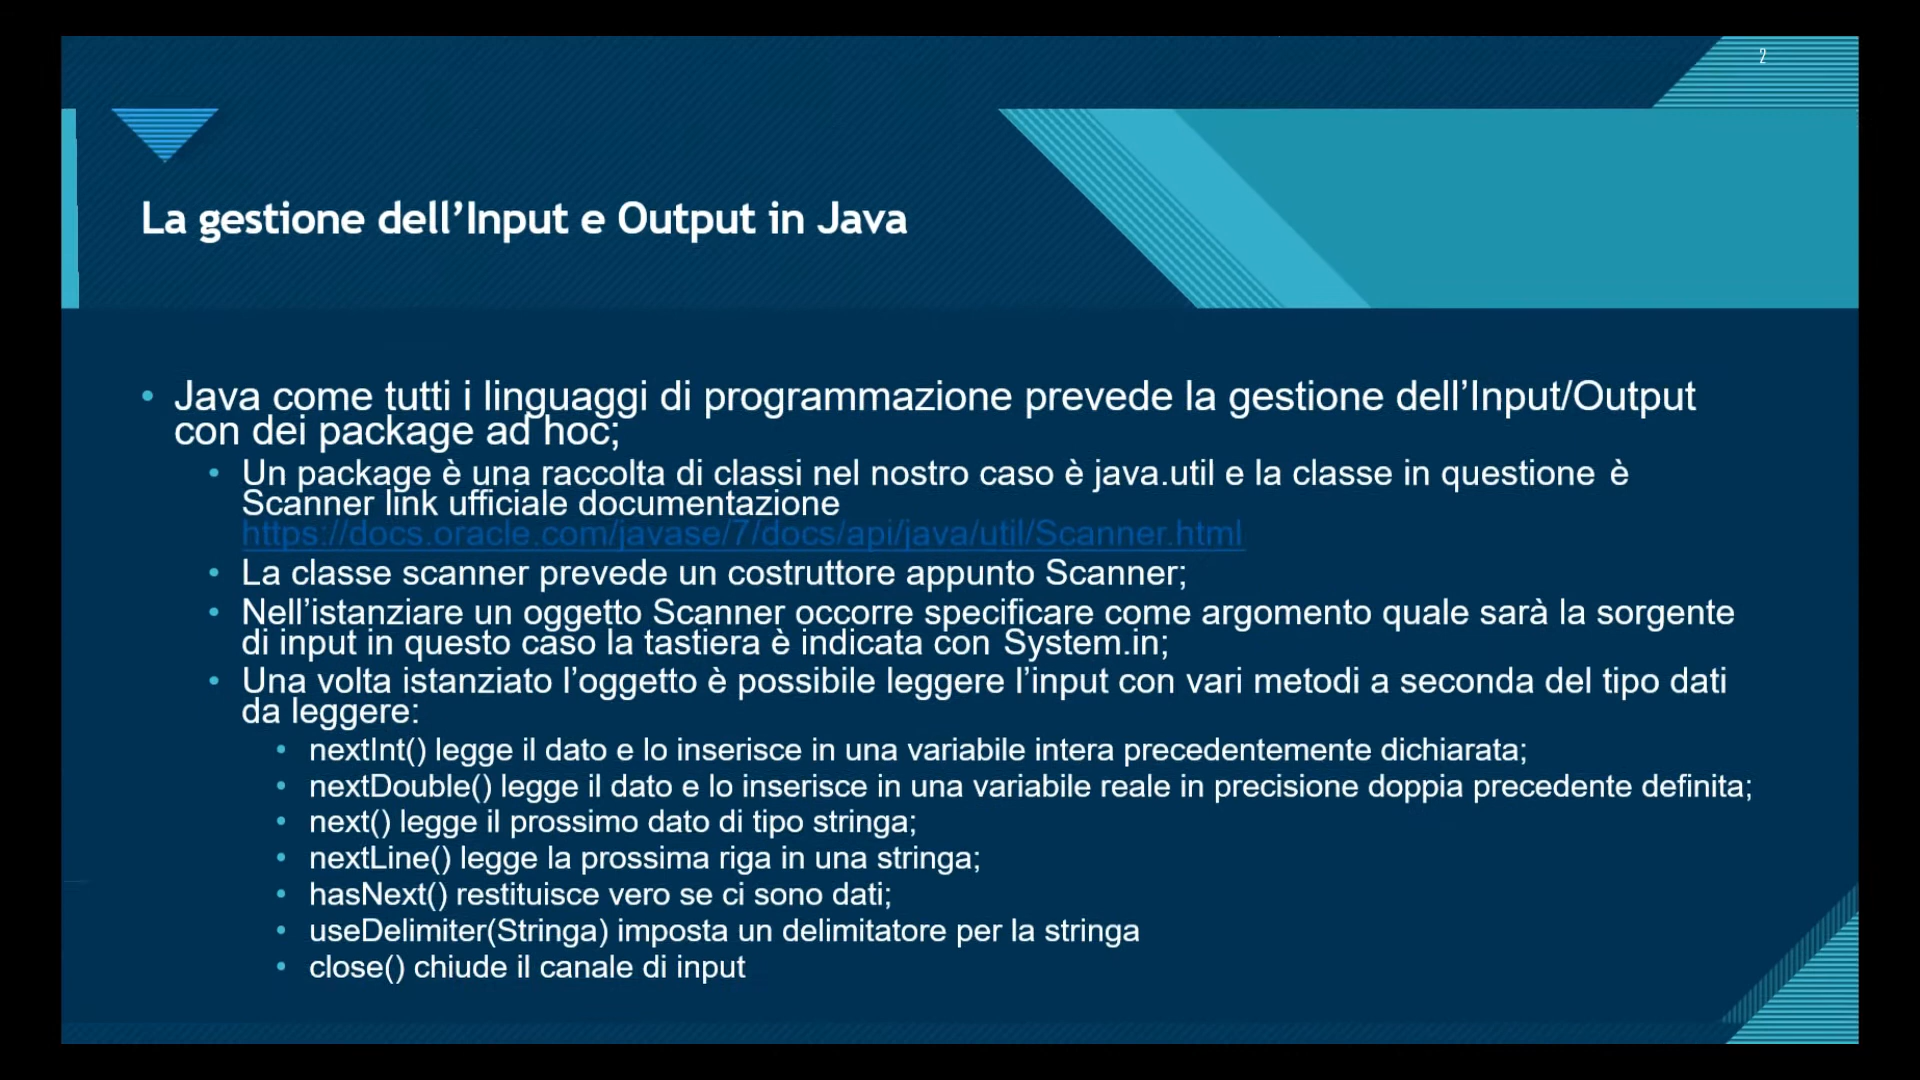 2
La gestione dell’Input e Output in Java
• Java come tutti i linguaggi di programmazione prevede la gestione dell’Input/Output
con dei package ad hoc;
• Un package è una raccolta di classi nel nostro caso è java.util e la classe in questione è
Scanner link ufficiale documentazione
https://docs.oracle.com/javase/7/docs/api/java/util/Scanner.html
• La classe scanner prevede un costruttore appunto Scanner;
• Nell’istanziare un oggetto Scanner occorre specificare come argomento quale sarà la sorgente
di input in questo caso la tastiera è indicata con System.in;
• Una volta istanziato l’oggetto è possibile leggere l’input con vari metodi a seconda del tipo dati
da leggere:
• nextInt() legge il dato e lo inserisce in una variabile intera precedentemente dichiarata;
• nextDouble() legge il dato e lo inserisce in una variabile reale in precisione doppia precedente definita;
• next() legge il prossimo dato di tipo stringa;
• nextLine() legge la prossima riga in una stringa;
• hasNext() restituisce vero se ci sono dati;
• useDelimiter(Stringa) imposta un delimitatore per la stringa
• close() chiude il canale di input